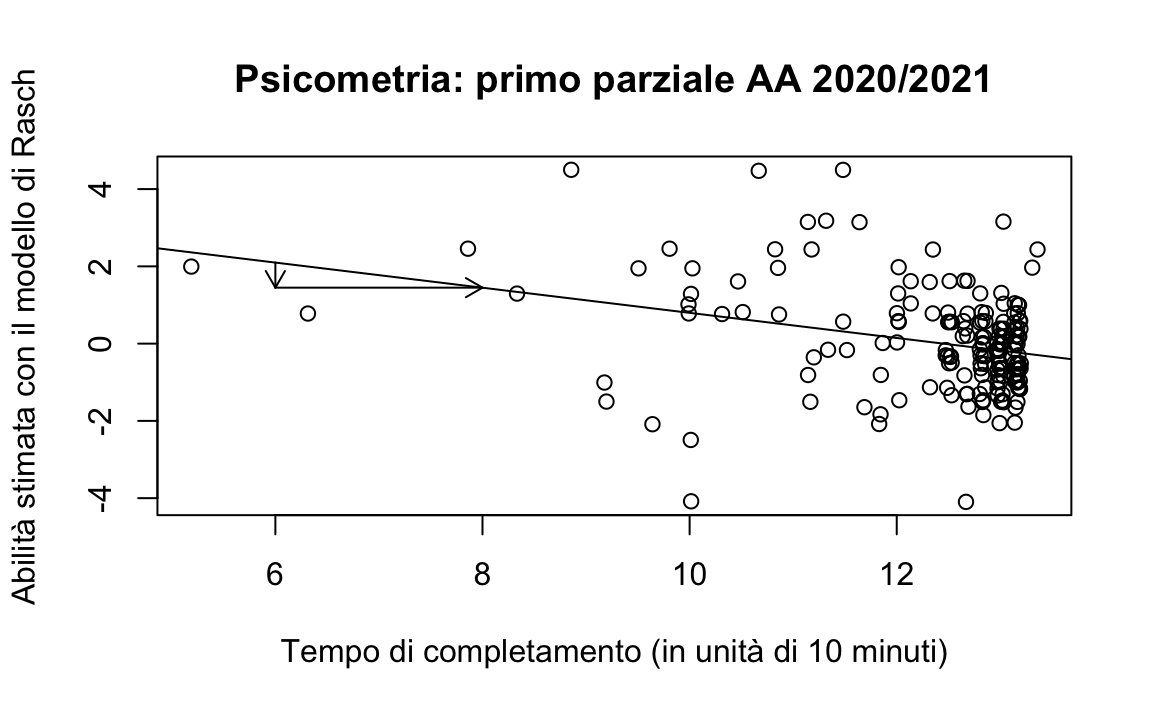 Psicometria: primo parziale AA 2020/2021
Abilità stimata con il modello di Rasch
4
2
0
-2
-4
6 8 10 12
Tempo di completamento (in unità di 10 minuti)